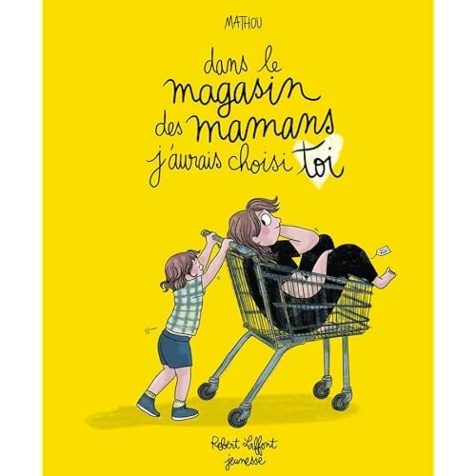 MATHOU
dans le
magasin
des mamans
j'aurais choisi toi
Robert Laffont
jeunesse